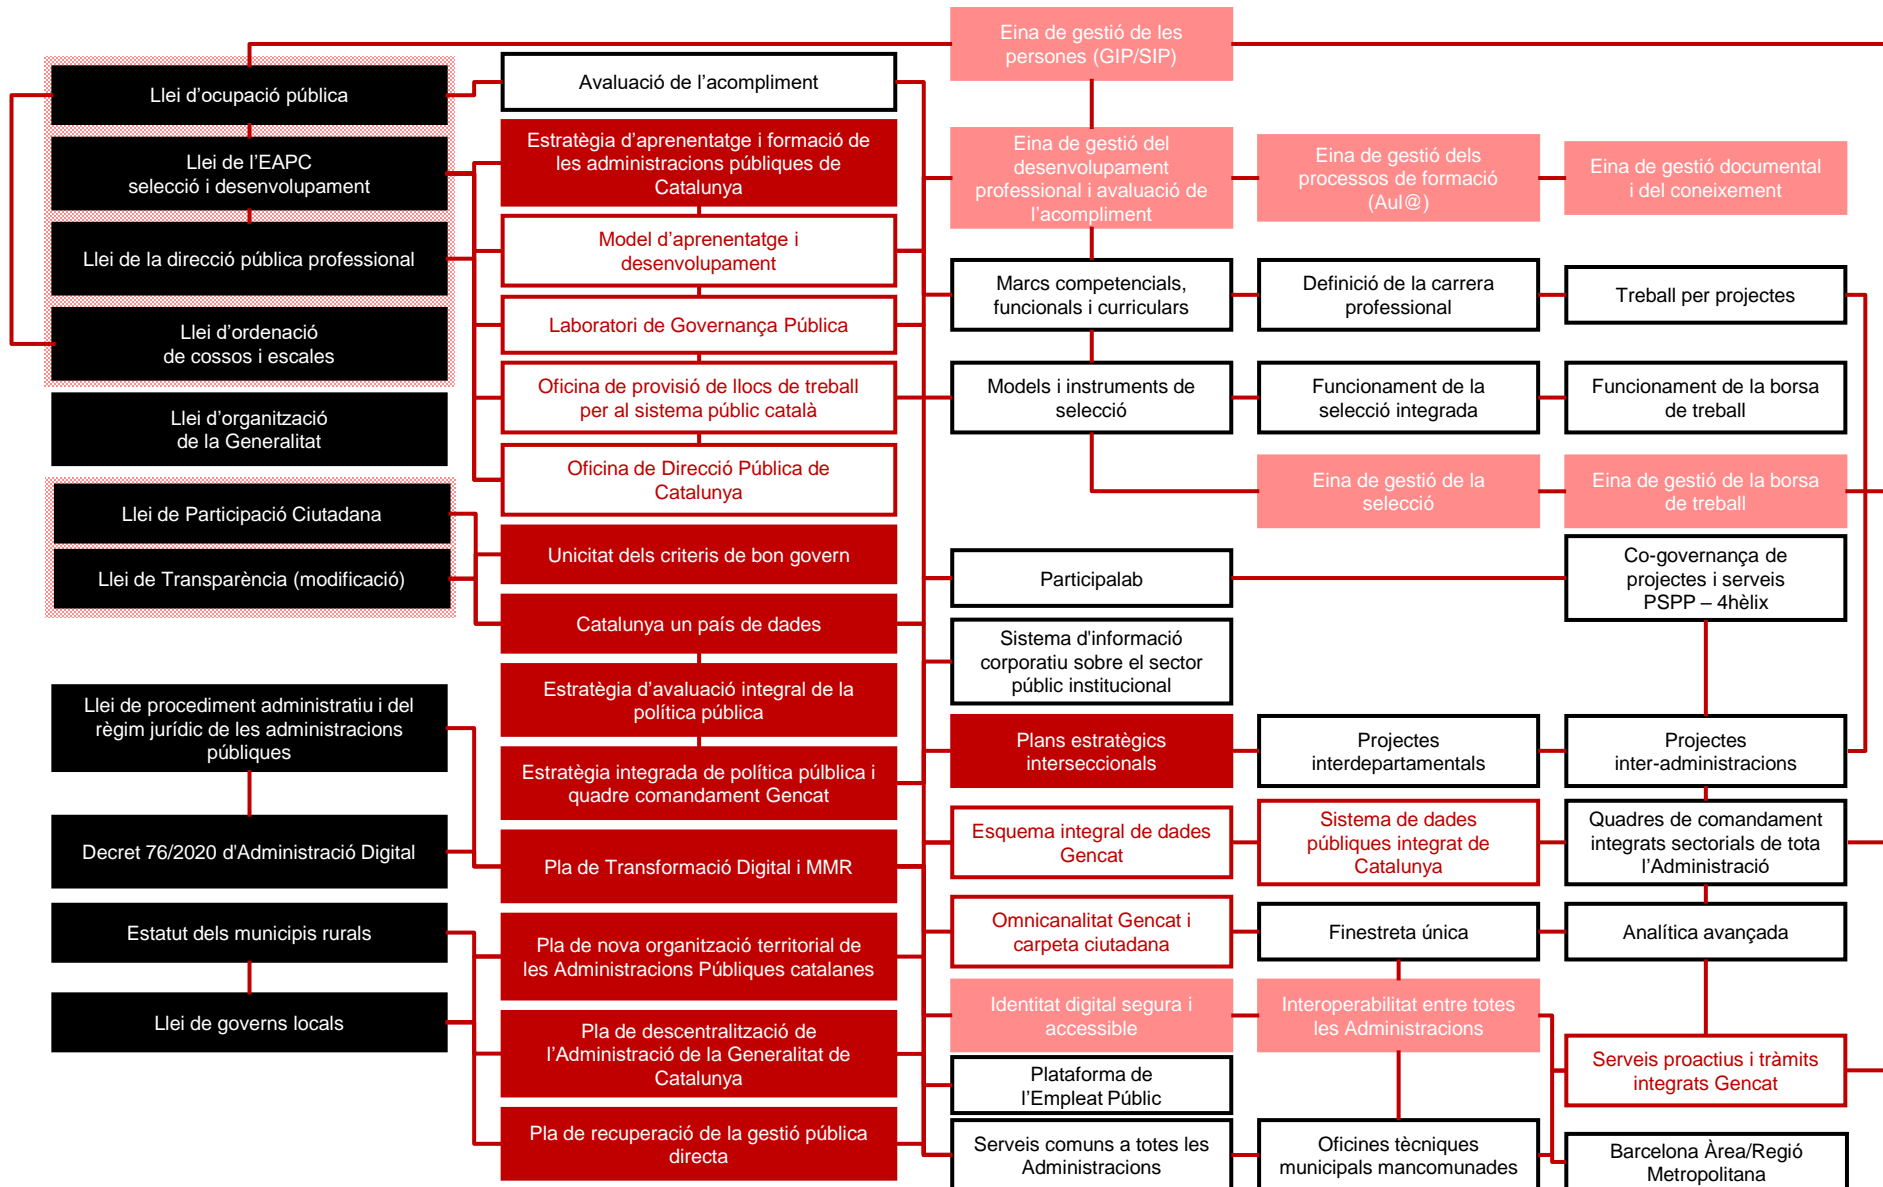 Eina de gestió de les
persones (GIP/SIP)
Llei d'ocupació pública
Llei de l'EAPC
selecció i desenvolupament
Llei de la direcció pública professional
Llei d'ordenació
de cossos i escales
Llei d'organització
de la Generalitat
Llei de Participació Ciutadana
Llei de Transparència (modificació)
Llei de procediment administratiu i del
règim jurídic de les administracions
públiques
Decret 76/2020 d'Administració Digital
Estatut dels municipis rurals
Llei de governs locals
Avaluació de l'acompliment
Estratègia d'aprenentatge i formació de
les administracions públiques de
Catalunya
Model d'aprenentatge i
desenvolupament
Laboratori de Governança Pública
Oficina de provisió de llocs de treball
per al sistema públic català
Oficina de Direcció Pública de
Catalunya
Unicitat dels criteris de bon govern
Catalunya un país de dades
Estratègia d'avaluació integral de la
política pública
Estratègia integrada de política púlblica i
quadre comandament Gencat
Pla de Transformació Digital i MMR
Pla de nova organització territorial de
les Administracions Públiques catalanes
Pla de descentralització de
l'Administració de la Generalitat de
Catalunya
Pla de recuperació de la gestió pública
directa
Eina de gestió del
desenvolupament
professional i avaluació de
l'acompliment
Eina de gestió dels
processos de formació
(Aul@)
Eina de gestió documental
i del coneixement
Marcs competencials,
funcionals i curriculars
Definició de la carrera
professional
Treball per projectes
Models i instruments de
selecció
Funcionament de la
selecció integrada
Funcionament de la borsa
de treball
Eina de gestió de la
selecció
Eina de gestió de la borsa
de treball
Participalab
Co-governança de
projectes i serveis
PSPP – 4hèlix
Sistema d'informació
corporatiu sobre el sector
públic institucional
Plans estratègics
interseccionals
Projectes
interdepartamentals
Projectes
inter-administracions
Esquema integral de dades
Gencat
Sistema de dades
públiques integrat de
Catalunya
Quadres de comandament
integrats sectorials de tota
l'Administració
Omnicanalitat Gencat i
carpeta ciutadana
Finestreta única
Analítica avançada
Identitat digital segura i
accessible
Interoperabilitat entre totes
les Administracions
Serveis proactius i tràmits
integrats Gencat
Plataforma de
l'Empleat Públic
Serveis comuns a totes les
Administracions
Oficines tècniques
municipals mancomunades
Barcelona Àrea/Regió
Metropolitana